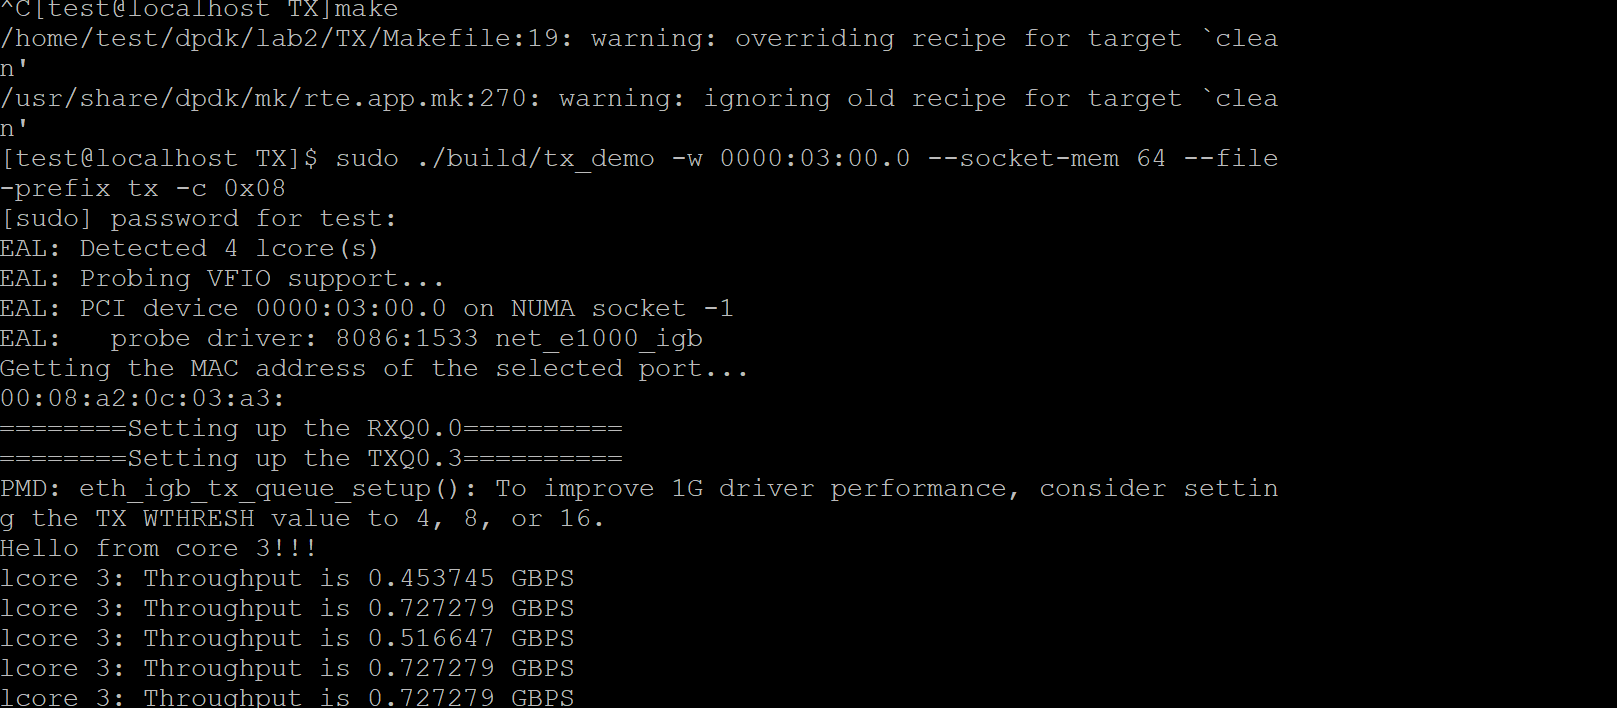 ^C[test@localhost TX]make
/home/test/dpdk/lab2/TX/Makefile:19: warning: overriding recipe for target `clea
n'
/usr/share/dpdk/mk/rte.app.mk:270: warning: ignoring old recipe for target `clea
n'
[test@localhost TX]$ sudo ./build/tx_demo -w 0000:03:00.0 --socket-mem 64 --file
-prefix tx -c 0x08
[sudo] password for test:
EAL: Detected 4 lcore(s)
EAL: Probing VFIO support...
EAL: PCI device 0000:03:00.0 on NUMA socket -1
EAL:   probe driver: 8086:1533 net_e1000_igb
Getting the MAC address of the selected port...
00:08:a2:0c:03:a3:
========Setting up the RXQ0.0==========
========Setting up the TXQ0.3==========
PMD: eth_igb_tx_queue_setup(): To improve 1G driver performance, consider settin
g the TX WTHRESH value to 4, 8, or 16.
Hello from core 3!!!
lcore 3: Throughput is 0.453745 GBPS
lcore 3: Throughput is 0.727279 GBPS
lcore 3: Throughput is 0.516647 GBPS
lcore 3: Throughput is 0.727279 GBPS
lcore 3: Throughput is 0.727279 GBPS